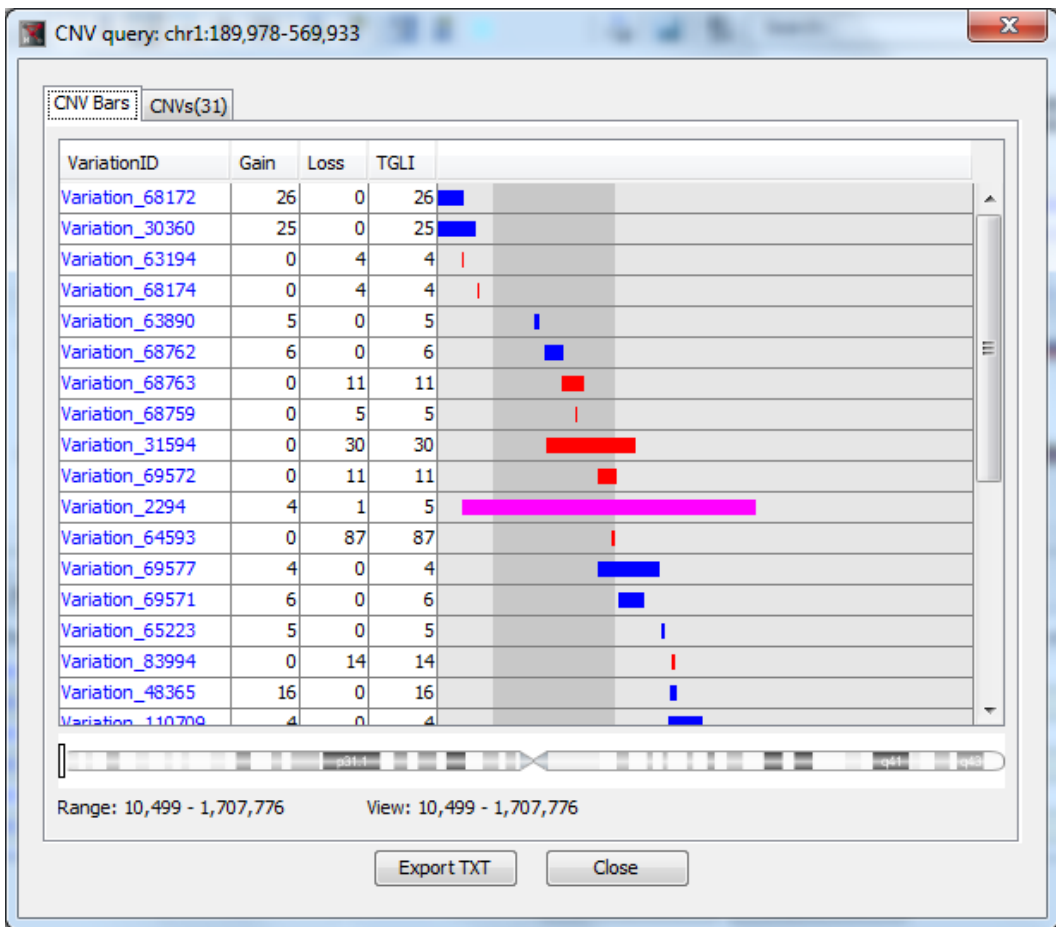 CNV query: chr1:189,978-569,933
CNV Bars CNVs(31)
VariationID Gain Loss TGLI
Variation_68172 26 0 26
Variation_30360 25 0 25
Variation_63194 0 4 4
Variation_68174 0 4 4
Variation_63890 5 0 5
Variation_68762 6 0 6
Variation_68763 0 11 11
Variation_68759 0 5 5
Variation_31594 0 30 30
Variation_69572 0 11 11
Variation_2294 4 1 5
Variation_64593 0 87 87
Variation_69577 4 0 4
Variation_69571 6 0 6
Variation_65223 5 0 5
Variation_83994 0 14 14
Variation_48365 16 0 16
Variation_110709 4 0 4
p31.1 q41 q43
Range: 10,499 - 1,707,776 View: 10,499 - 1,707,776
Export TXT Close